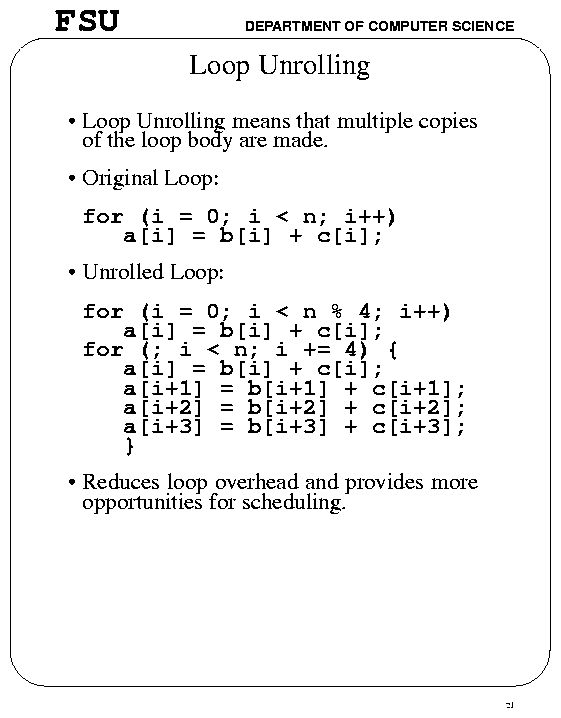 FSU DEPARTMENT OF COMPUTER SCIENCE
Loop Unrolling
• Loop Unrolling means that multiple copies
of the loop body are made.
• Original Loop:
for (i = 0; i < n; i++)
a[i] = b[i] + c[i];
• Unrolled Loop:
for (i = 0; i < n % 4; i++)
a[i] = b[i] + c[i];
for (; i < n; i += 4) {
a[i] = b[i] + c[i];
a[i+1] = b[i+1] + c[i+1];
a[i+2] = b[i+2] + c[i+2];
a[i+3] = b[i+3] + c[i+3];
}
• Reduces loop overhead and provides more
opportunities for scheduling.